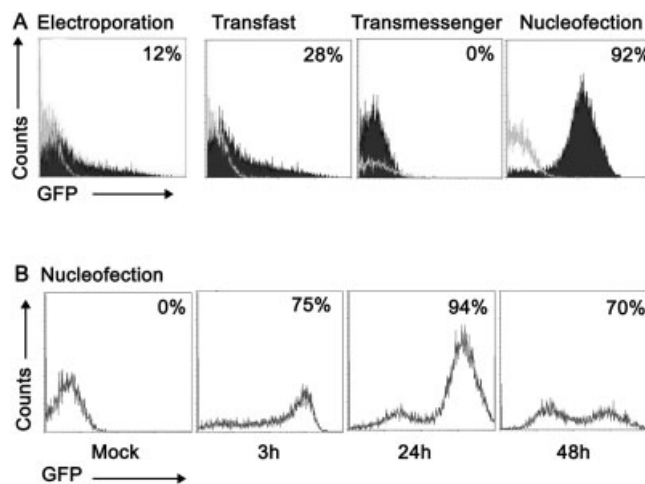 A Electroporation Transfast Transmessenger Nucleofection
12% 28% 0% 92%
Counts
GFP
B Nucleofection
0% 75% 94% 70%
Counts
Mock 3h 24h 48h
GFP